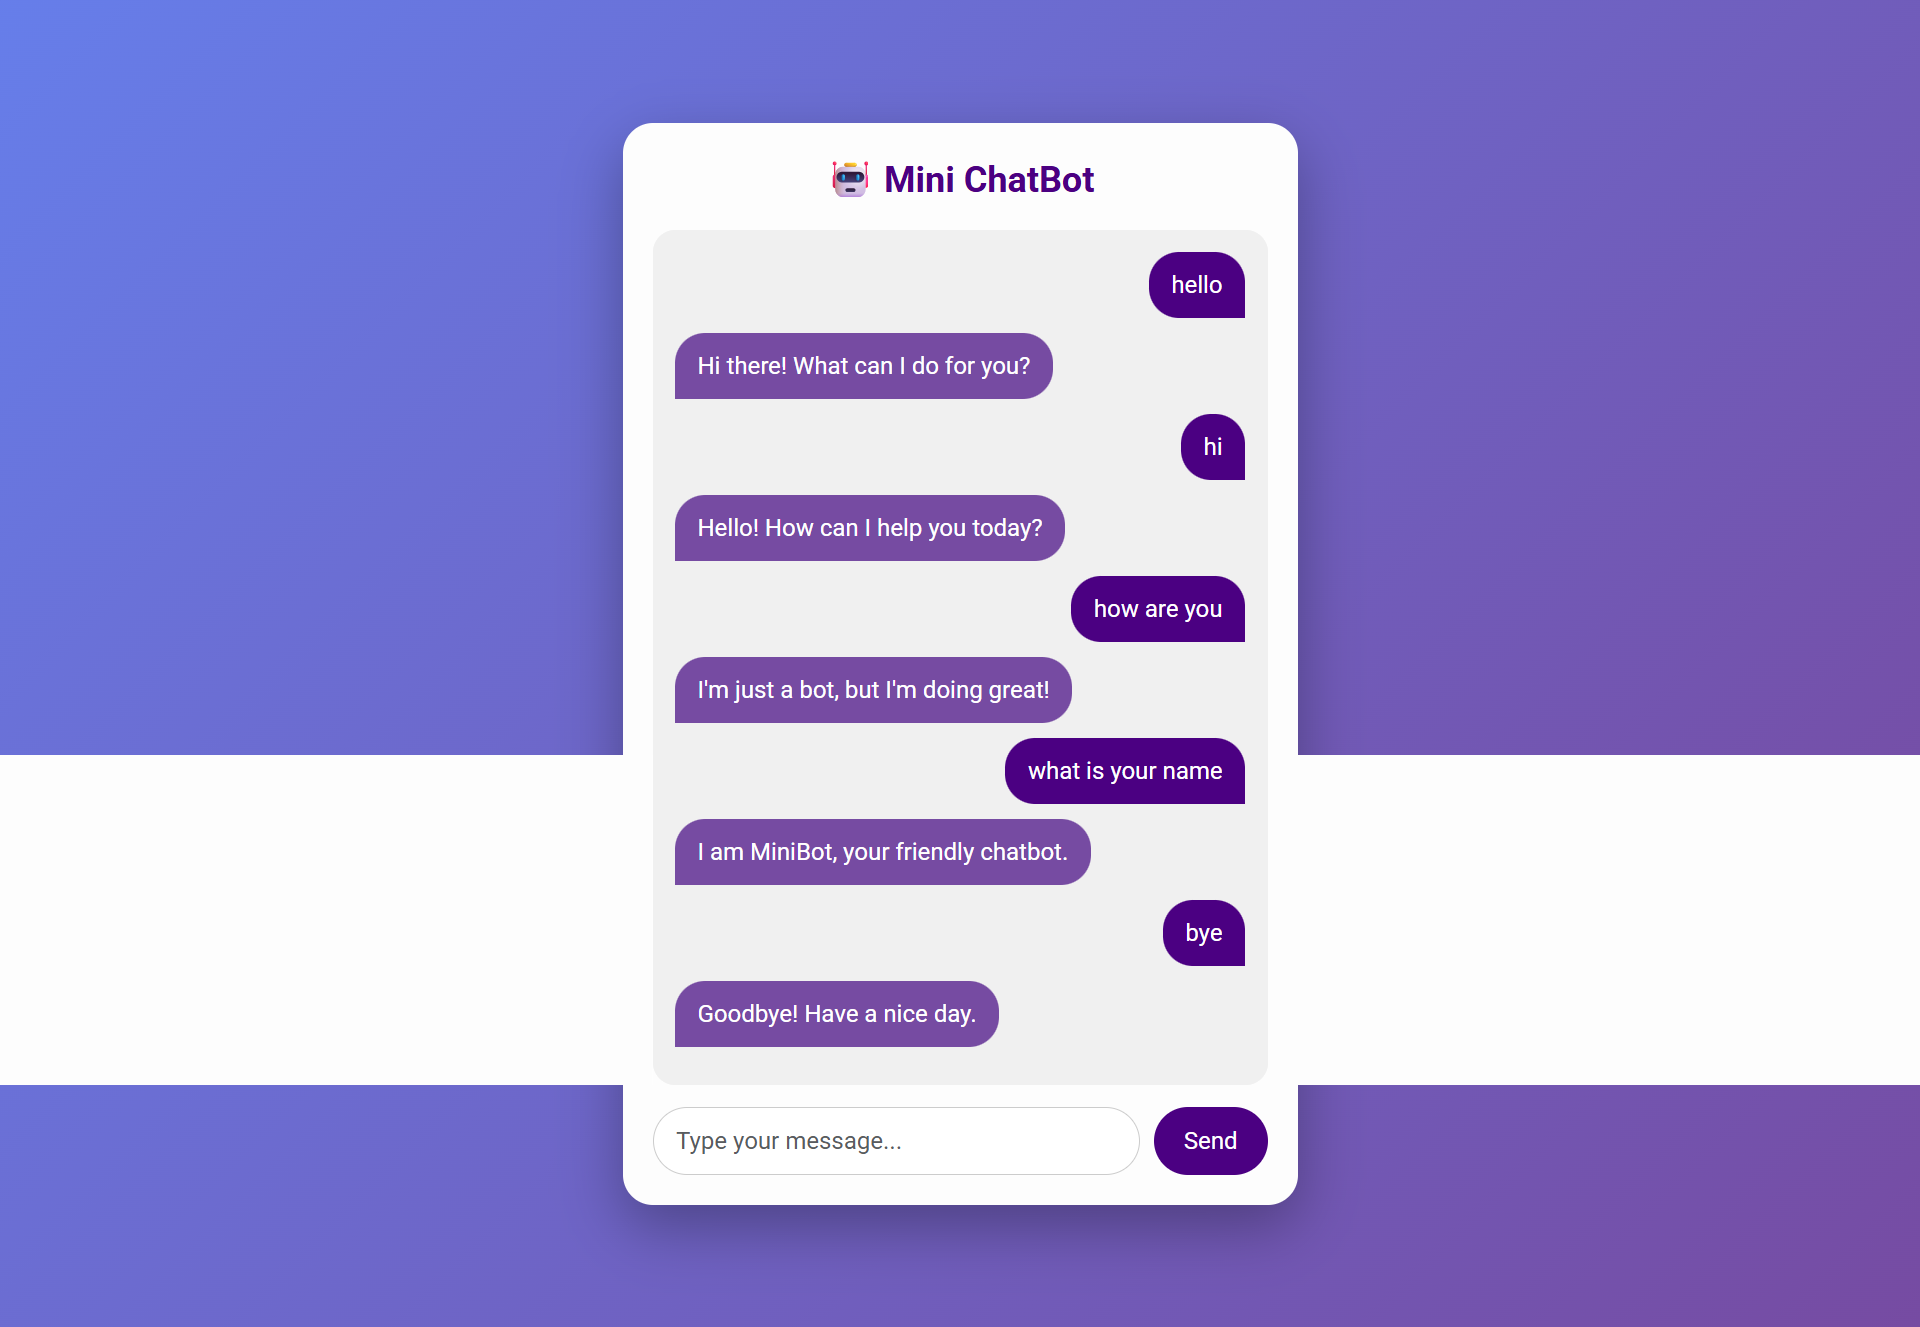 Mini ChatBot
hello
Hi there! What can I do for you?
hi
Hello! How can I help you today?
how are you
I'm just a bot, but I'm doing great!
what is your name
I am MiniBot, your friendly chatbot.
bye
Goodbye! Have a nice day.
Type your message...
Send